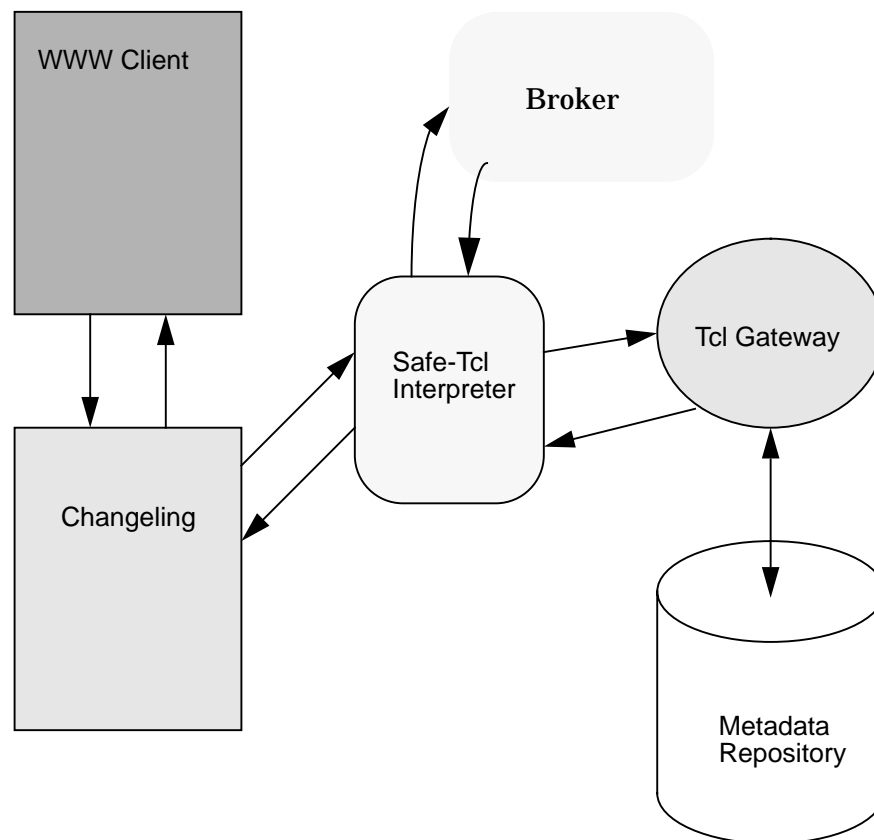 WWW Client
Broker
Tcl Gateway
Safe-Tcl
Interpreter
Changeling
Metadata
Repository